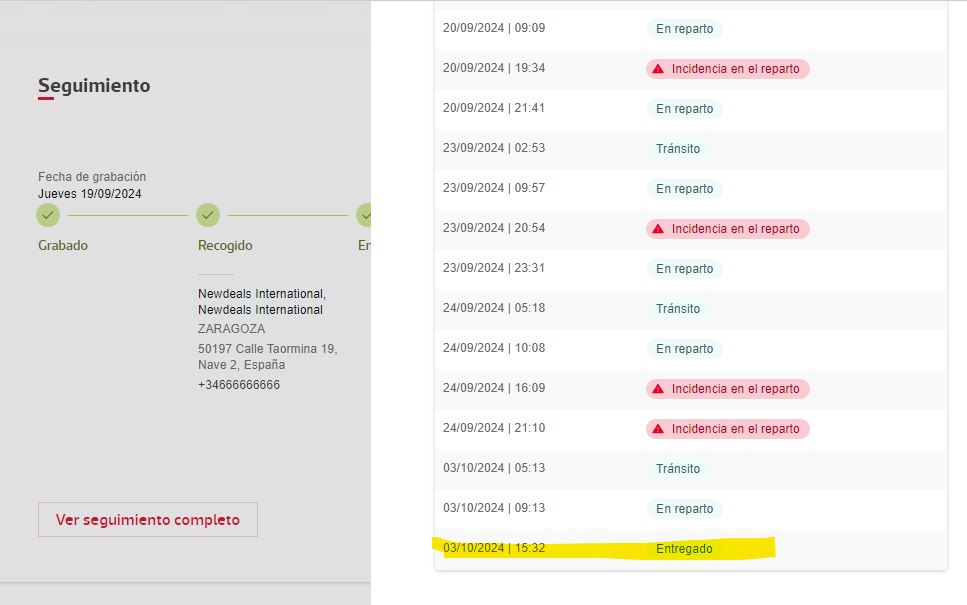 Seguimiento
Fecha de grabación
Jueves 19/09/2024
Grabado
Recogido
En
Newdeals International,
Newdeals International
ZARAGOZA
50197 Calle Taormina 19,
Nave 2, España
+34666666666
Ver seguimiento completo
20/09/2024 | 09:09 En reparto
20/09/2024 | 19:34 Incidencia en el reparto
20/09/2024 | 21:41 En reparto
23/09/2024 | 02:53 Tránsito
23/09/2024 | 09:57 En reparto
23/09/2024 | 20:54 Incidencia en el reparto
23/09/2024 | 23:31 En reparto
24/09/2024 | 05:18 Tránsito
24/09/2024 | 10:08 En reparto
24/09/2024 | 16:09 Incidencia en el reparto
24/09/2024 | 21:10 Incidencia en el reparto
03/10/2024 | 05:13 Tránsito
03/10/2024 | 09:13 En reparto
03/10/2024 | 15:32 Entregado